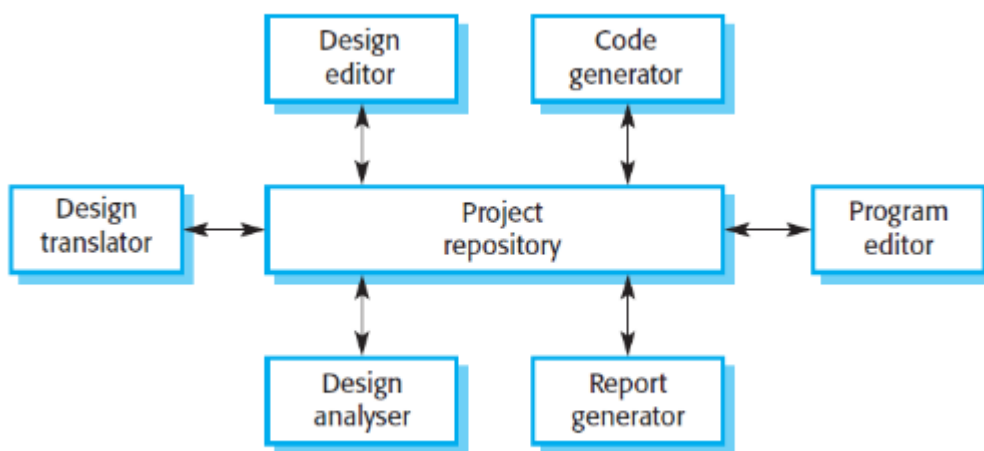 Design
editor
Code
generator
Design
translator
Project
repository
Program
editor
Design
analyser
Report
generator